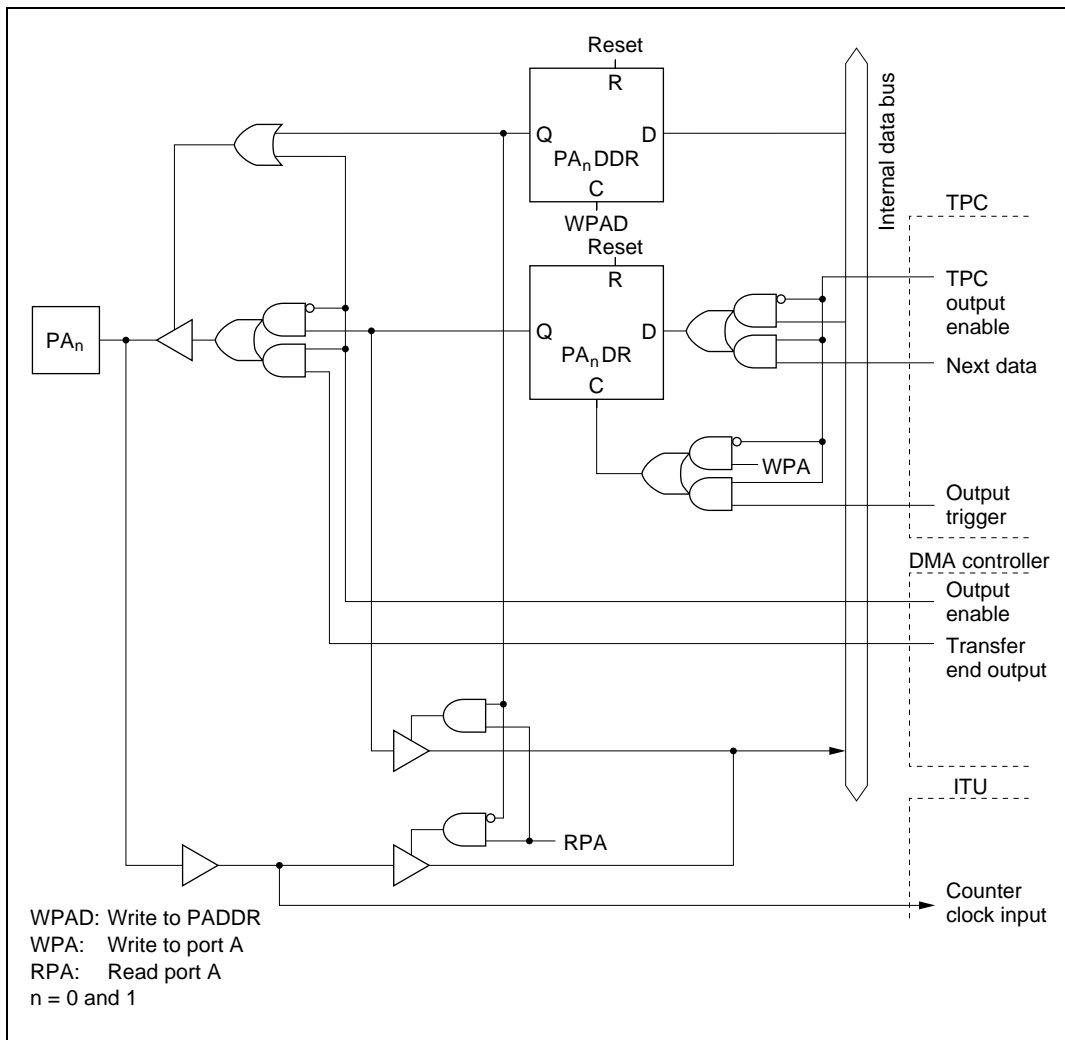 Reset
R
Q
D
PAnDDR
C
WPAD
Internal data bus
TPC
Reset
R
TPC
output
enable
PAn
Q
D
PAnDR
C
Next data
WPA
Output
trigger
DMA controller
Output
enable
Transfer
end output
ITU
RPA
Counter
clock input
WPAD: Write to PADDR
WPA: Write to port A
RPA: Read port A
n = 0 and 1